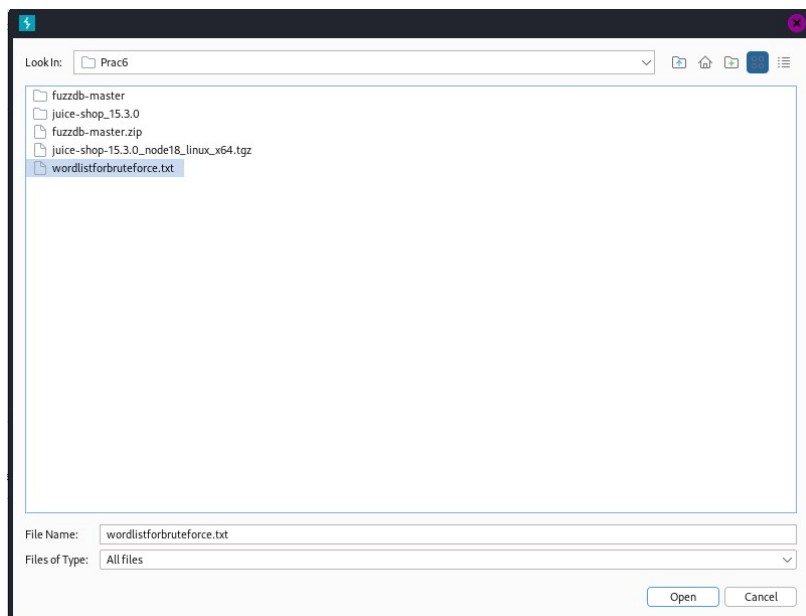 Look In: Prac6
fuzzdb-master
juice-shop_15.3.0
fuzzdb-master.zip
juice-shop-15.3.0_node18_linux_x64.tgz
wordlistforbruteforce.txt
File Name: wordlistforbruteforce.txt
Files of Type: All files
Open Cancel